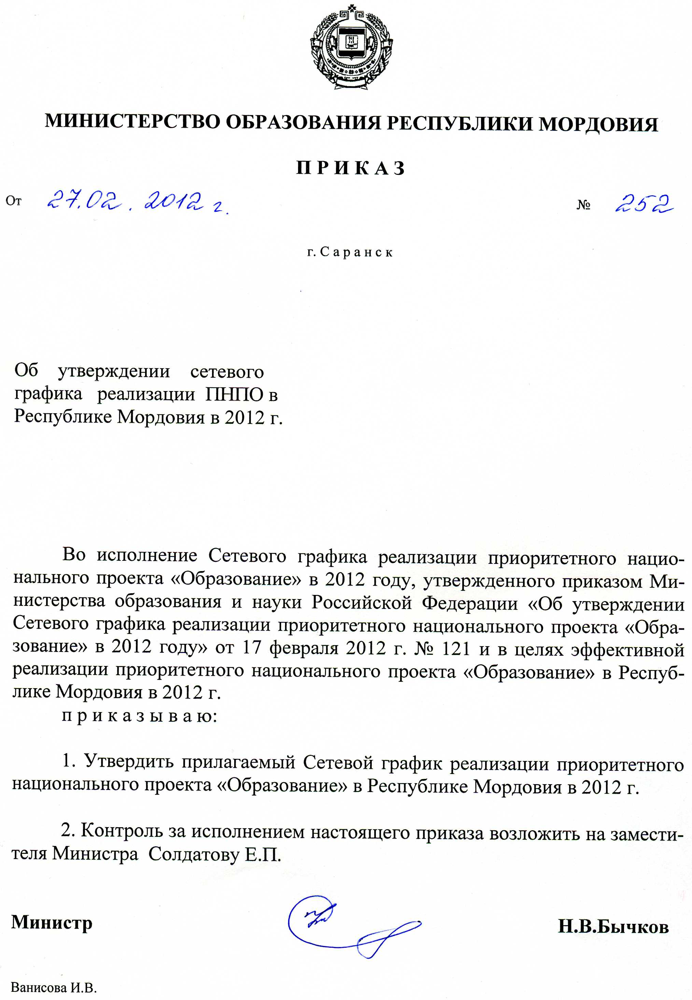 МИНИСТЕРСТВО ОБРАЗОВАНИЯ РЕСПУБЛИКИ МОРДОВИЯ
П Р И К А З
От 27.02.2012 г. № 252
г. С а р а н с к
Об утверждении сетевого
графика реализации ПНПО в
Республике Мордовия в 2012 г.
Во исполнение Сетевого графика реализации приоритетного нацио-
нального проекта «Образование» в 2012 году, утвержденного приказом Ми-
нистерства образования и науки Российской Федерации «Об утверждении
Сетевого графика реализации приоритетного национального проекта «Обра-
зование» в 2012 году» от 17 февраля 2012 г. № 121 и в целях эффективной
реализации приоритетного национального проекта «Образование» в Респуб-
лике Мордовия в 2012 г.
п р и к а з ы в а ю:
1. Утвердить прилагаемый Сетевой график реализации приоритетного
национального проекта «Образование» в Республике Мордовия в 2012 г.
2. Контроль за исполнением настоящего приказа возложить на замести-
теля Министра Солдатову Е.П.
Министр Н.В.Бычков
Ванисова И.В.